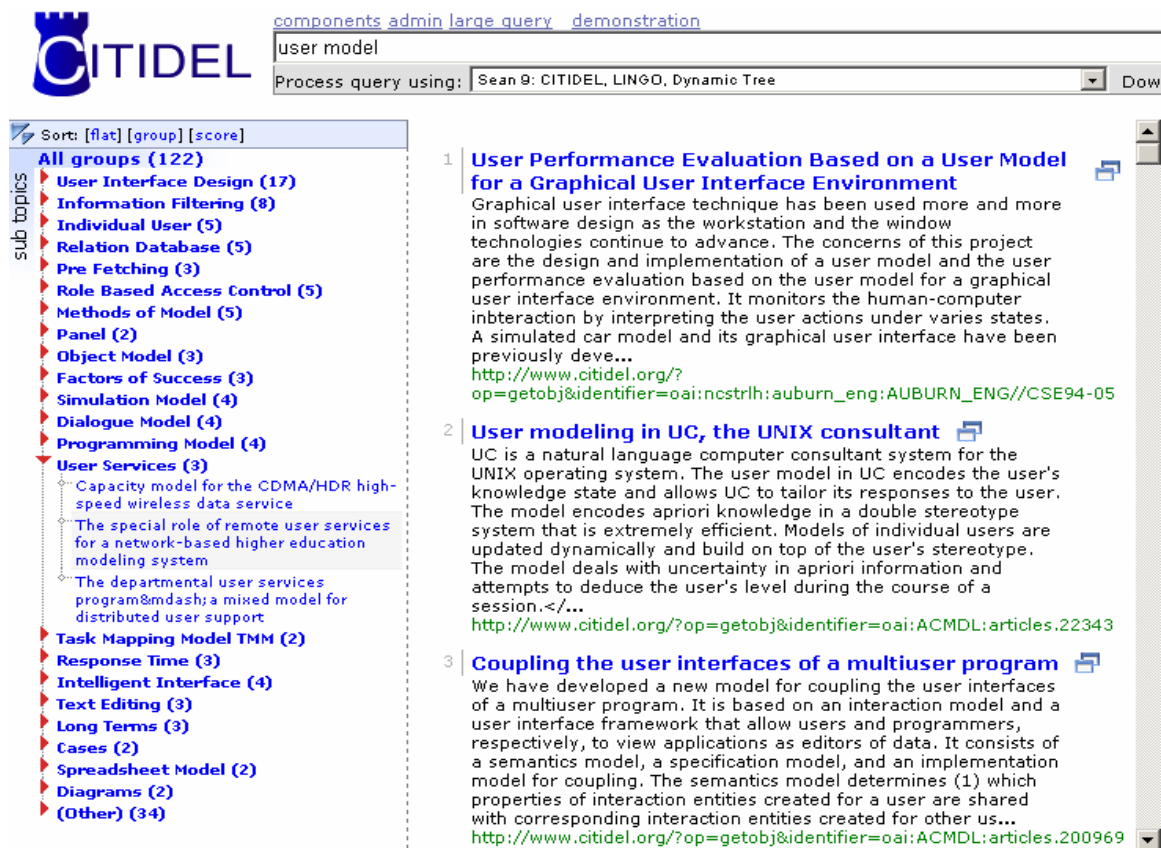 CITIDEL
components admin large query demonstration
user model
Process query using: Sean 9: CITIDEL, LINGO, Dynamic Tree Dow
Sort: [flat] [group] [score]
sub topics
All groups (122)
User Interface Design (17)
Information Filtering (8)
Individual User (5)
Relation Database (5)
Pre Fetching (3)
Role Based Access Control (5)
Methods of Model (5)
Panel (2)
Object Model (3)
Factors of Success (3)
Simulation Model (4)
Dialogue Model (4)
Programming Model (4)
User Services (3)
Capacity model for the CDMA/HDR high-
speed wireless data service
The special role of remote user services
for a network-based higher education
modeling system
The departmental user services
program&mdash;a mixed model for
distributed user support
Task Mapping Model TMM (2)
Response Time (3)
Intelligent Interface (4)
Text Editing (3)
Long Terms (3)
Cases (2)
Spreadsheet Model (2)
Diagrams (2)
(Other) (34)
1 User Performance Evaluation Based on a User Model
for a Graphical User Interface Environment
Graphical user interface technique has been used more and more
in software design as the workstation and the window
technologies continue to advance. The concerns of this project
are the design and implementation of a user model and the user
performance evaluation based on the user model for a graphical
user interface environment. It monitors the human-computer
inbteraction by interpreting the user actions under varies states.
A simulated car model and its graphical user interface have been
previously deve...
http://www.citidel.org/?
op=getobj&identifier=oai:ncstrlh:auburn_eng:AUBURN_ENG//CSE94-05
2 User modeling in UC, the UNIX consultant
UC is a natural language computer consultant system for the
UNIX operating system. The user model in UC encodes the user's
knowledge state and allows UC to tailor its responses to the user.
The model encodes apriori knowledge in a double stereotype
system that is extremely efficient. Models of individual users are
updated dynamically and build on top of the user's stereotype.
The model deals with uncertainty in apriori information and
attempts to deduce the user's level during the course of a
session.</...
http://www.citidel.org/?op=getobj&identifier=oai:ACMDL:articles.22343
3 Coupling the user interfaces of a multiuser program
We have developed a new model for coupling the user interfaces
of a multiuser program. It is based on an interaction model and a
user interface framework that allow users and programmers,
respectively, to view applications as editors of data. It consists of
a semantics model, a specification model, and an implementation
model for coupling. The semantics model determines (1) which
properties of interaction entities created for a user are shared
with corresponding interaction entities created for other us...
http://www.citidel.org/?op=getobj&identifier=oai:ACMDL:articles.200969